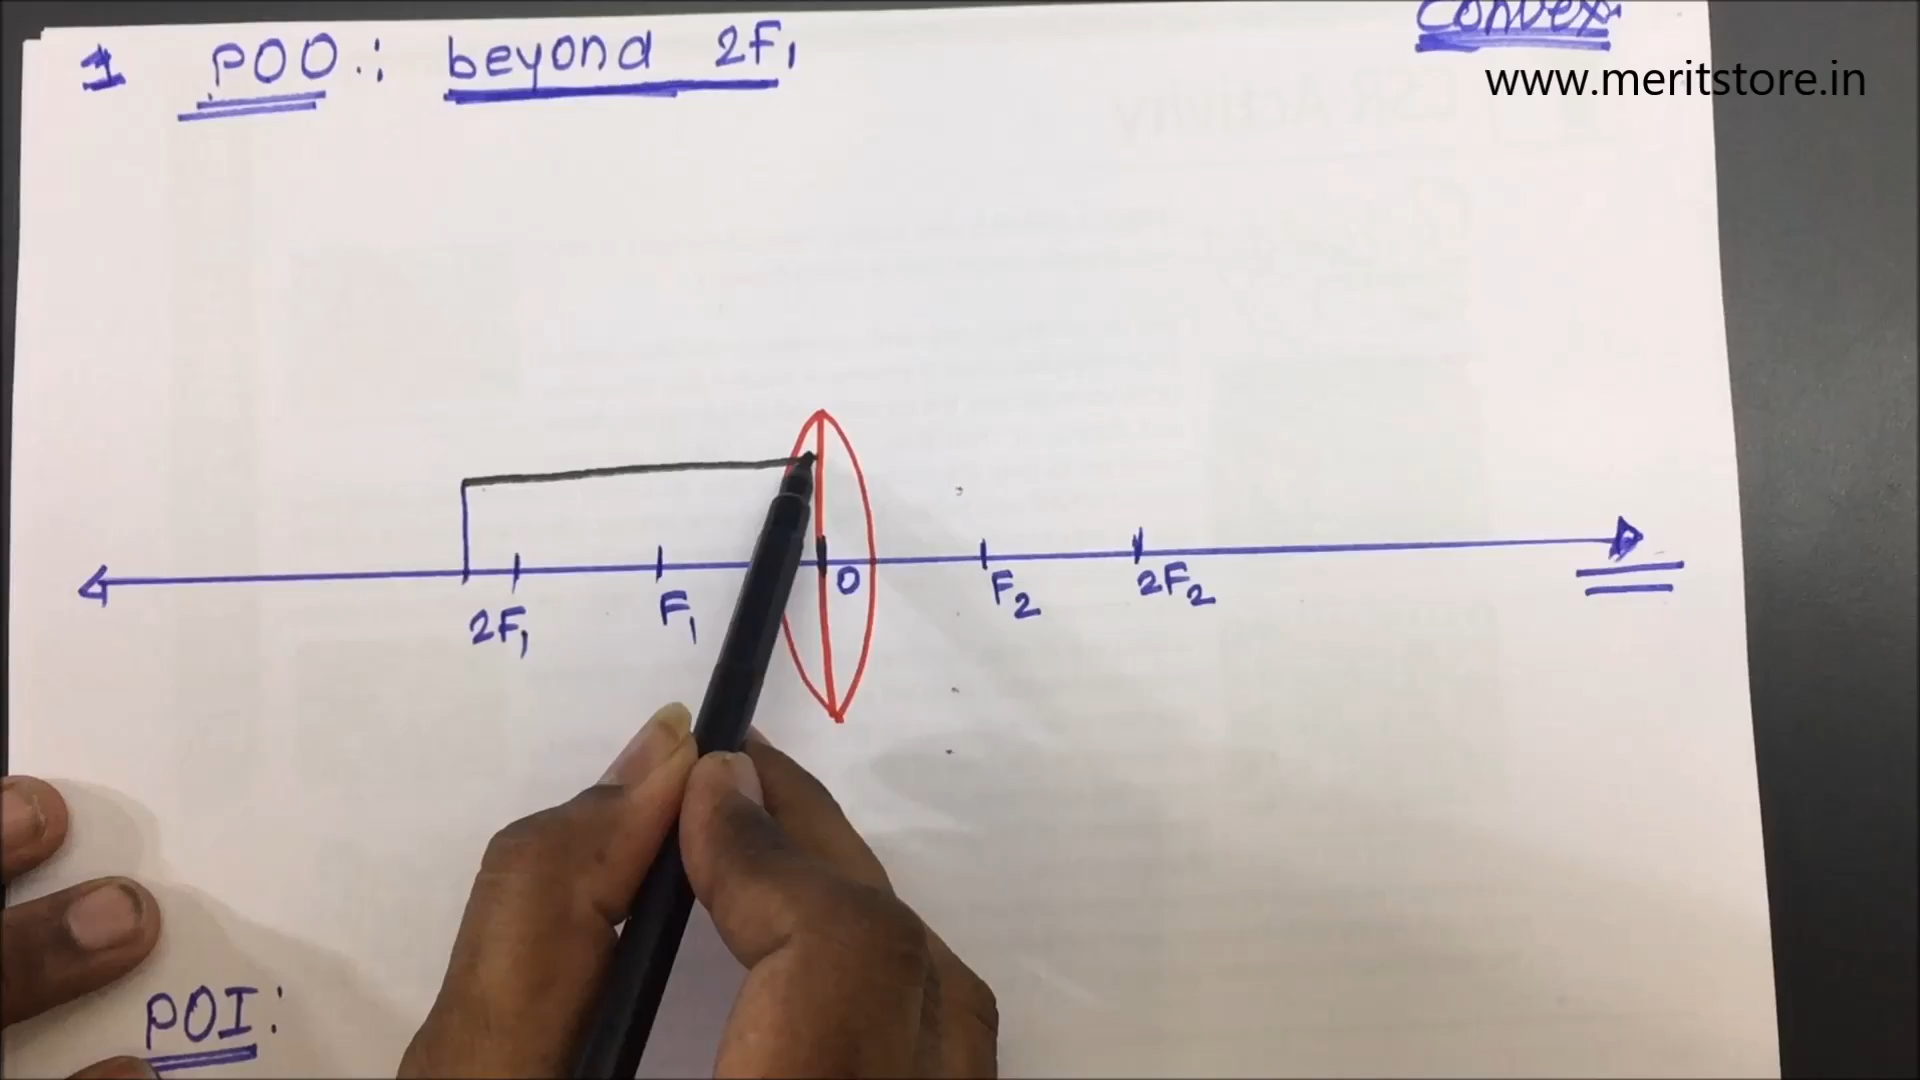 1 POO.: beyond 2F₁
Convex
www.meritstore.in
2F₁ F₁ O F₂ 2F₂
POI: